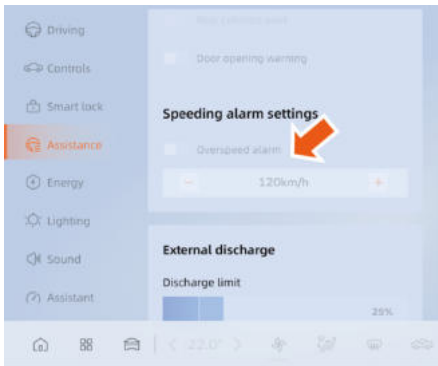 Driving
Controls
Smart lock
Assistance
Energy
Lighting
Sound
Assistant
Door opening warning
Speeding alarm settings
Overspeed alarm
− 120km/h +
External discharge
Discharge limit
25%
< 22.0° >